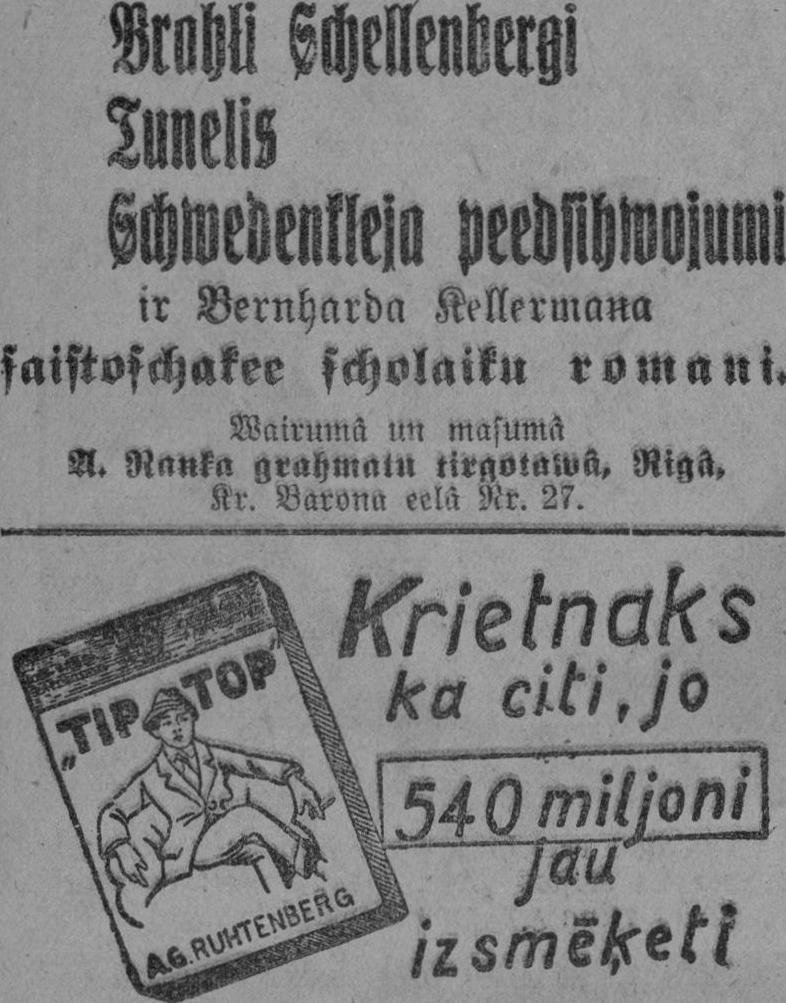 Brahli Schellenbergi
Tunelis
Schwedenkleja peedsihwojumi
ir Bernharda Kellermana
saistoschakee scholaiku romani.
Wairumâ un masumâ
A. Ranka grahmatu tirgotawâ, Rigâ,
Kr. Barona eelâ Nr. 27.
"TIP TOP"
A.G. RUHTENBERG
Krietnaks
ka citi, jo
540 miljoni
jau
izsmēķeti